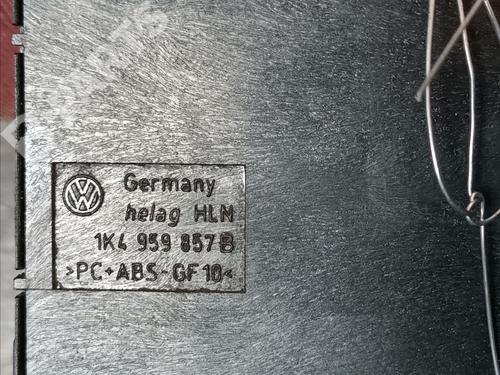 Germany
helag HLN
1K4 959 857 B
>PC+ABS-GF10<